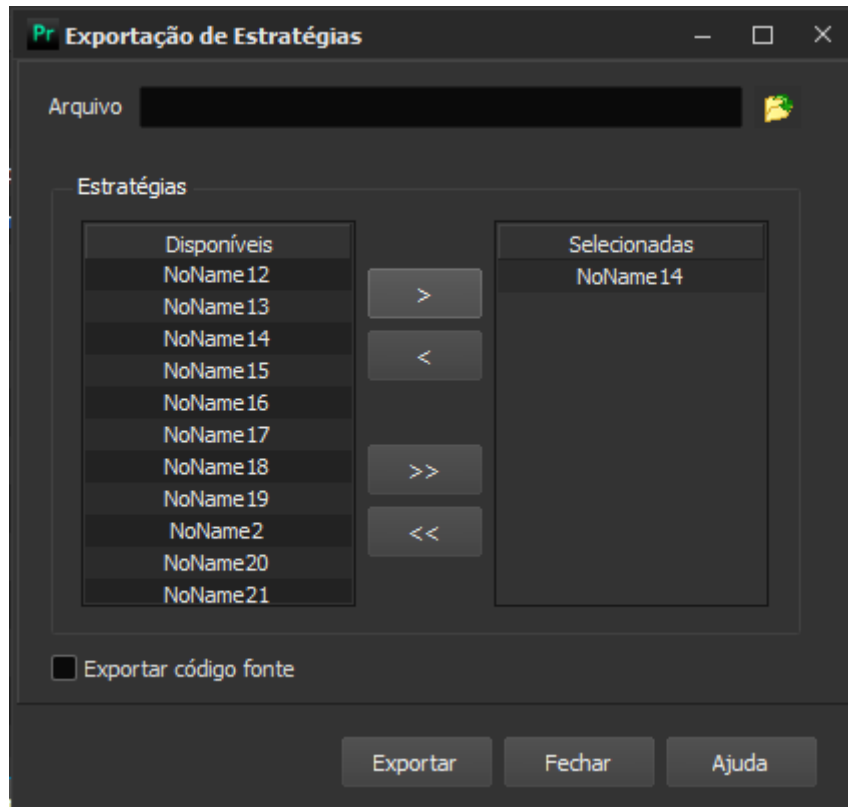 Pr Exportação de Estratégias
Arquivo
Estratégias
Disponíveis
NoName12
NoName13
NoName14
NoName15
NoName16
NoName17
NoName18
NoName19
NoName2
NoName20
NoName21
>
<
>>
<<
Selecionadas
NoName14
Exportar código fonte
Exportar Fechar Ajuda